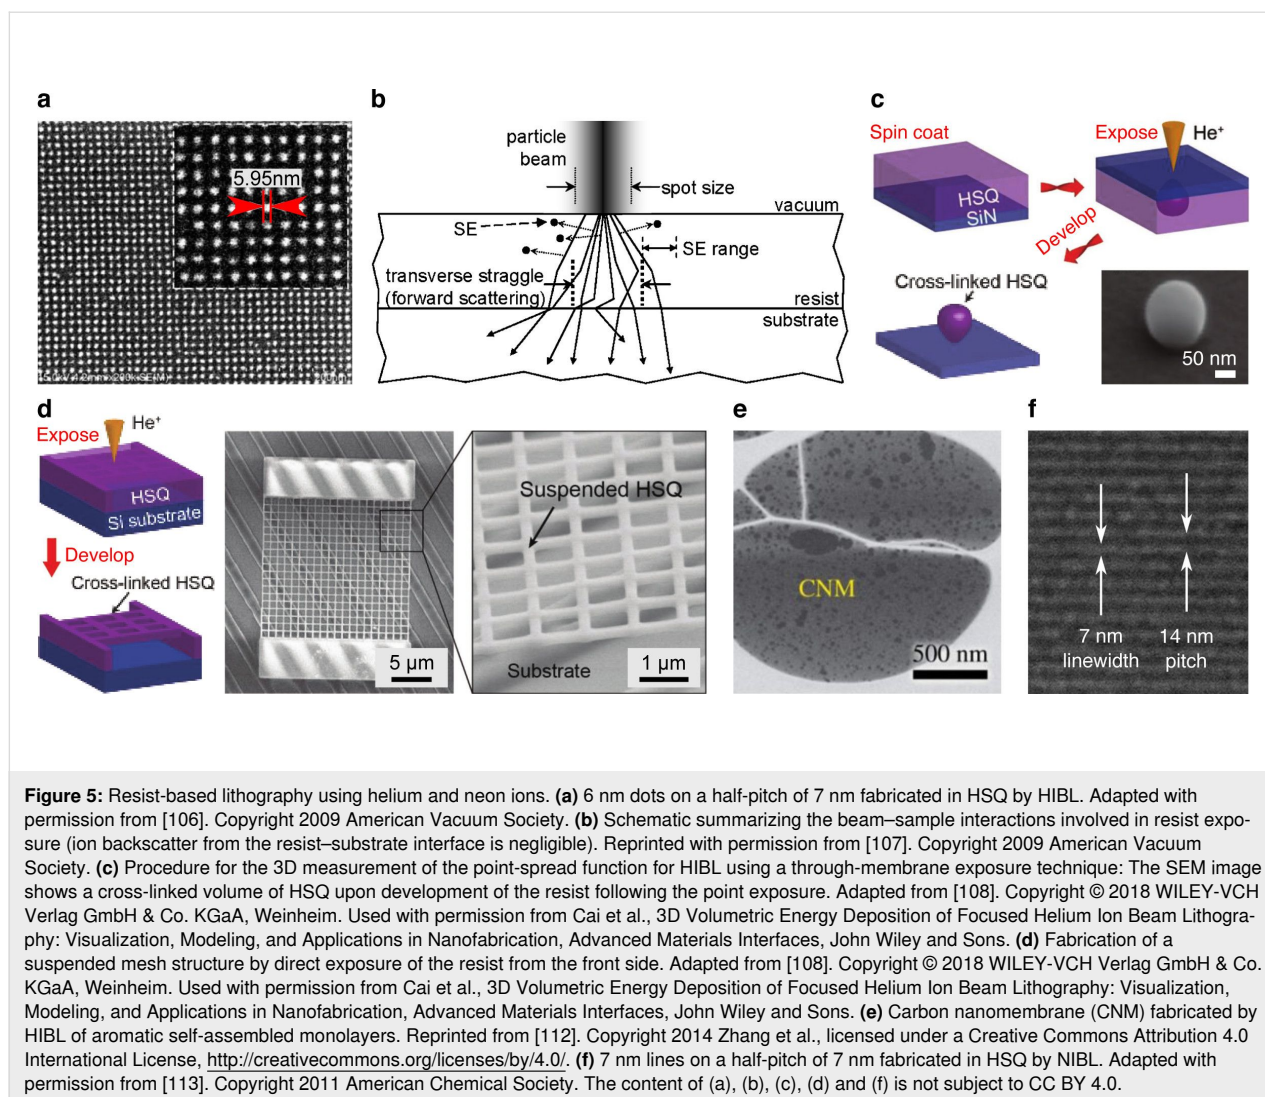 a
5.95nm
b
particle
beam
spot size
vacuum
SE
SE range
transverse straggle
(forward scattering)
resist
substrate
c
Spin coat
Expose
He+
HSQ
SiN
Develop
Cross-linked HSQ
50 nm
d
Expose
He+
HSQ
Si substrate
Develop
Cross-linked HSQ
5 µm
Suspended HSQ
Substrate
1 µm
e
CNM
500 nm
f
7 nm
linewidth
14 nm
pitch
Figure 5: Resist-based lithography using helium and neon ions. (a) 6 nm dots on a half-pitch of 7 nm fabricated in HSQ by HIBL. Adapted with
permission from [106]. Copyright 2009 American Vacuum Society. (b) Schematic summarizing the beam–sample interactions involved in resist expo-
sure (ion backscatter from the resist–substrate interface is negligible). Reprinted with permission from [107]. Copyright 2009 American Vacuum
Society. (c) Procedure for the 3D measurement of the point-spread function for HIBL using a through-membrane exposure technique: The SEM image
shows a cross-linked volume of HSQ upon development of the resist following the point exposure. Adapted from [108]. Copyright © 2018 WILEY-VCH
Verlag GmbH & Co. KGaA, Weinheim. Used with permission from Cai et al., 3D Volumetric Energy Deposition of Focused Helium Ion Beam Lithogra-
phy: Visualization, Modeling, and Applications in Nanofabrication, Advanced Materials Interfaces, John Wiley and Sons. (d) Fabrication of a
suspended mesh structure by direct exposure of the resist from the front side. Adapted from [108]. Copyright © 2018 WILEY-VCH Verlag GmbH & Co.
KGaA, Weinheim. Used with permission from Cai et al., 3D Volumetric Energy Deposition of Focused Helium Ion Beam Lithography: Visualization,
Modeling, and Applications in Nanofabrication, Advanced Materials Interfaces, John Wiley and Sons. (e) Carbon nanomembrane (CNM) fabricated by
HIBL of aromatic self-assembled monolayers. Reprinted from [112]. Copyright 2014 Zhang et al., licensed under a Creative Commons Attribution 4.0
International License, http://creativecommons.org/licenses/by/4.0/. (f) 7 nm lines on a half-pitch of 7 nm fabricated in HSQ by NIBL. Adapted with
permission from [113]. Copyright 2011 American Chemical Society. The content of (a), (b), (c), (d) and (f) is not subject to CC BY 4.0.